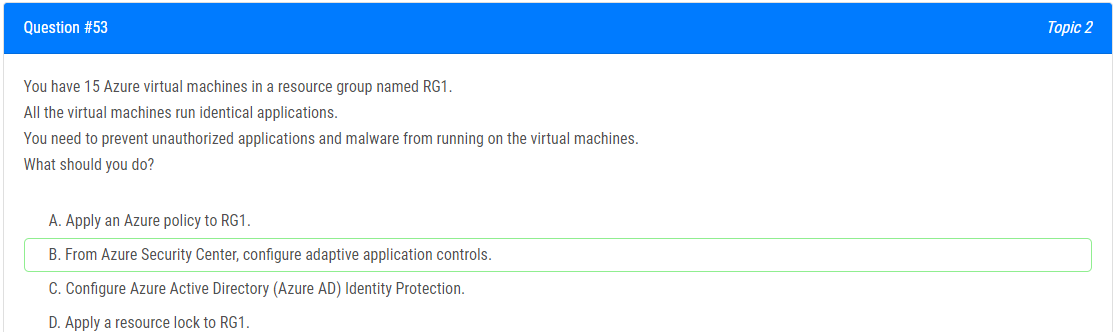 Question #53
Topic 2
You have 15 Azure virtual machines in a resource group named RG1.
All the virtual machines run identical applications.
You need to prevent unauthorized applications and malware from running on the virtual machines.
What should you do?
A. Apply an Azure policy to RG1.
B. From Azure Security Center, configure adaptive application controls.
C. Configure Azure Active Directory (Azure AD) Identity Protection.
D. Apply a resource lock to RG1.